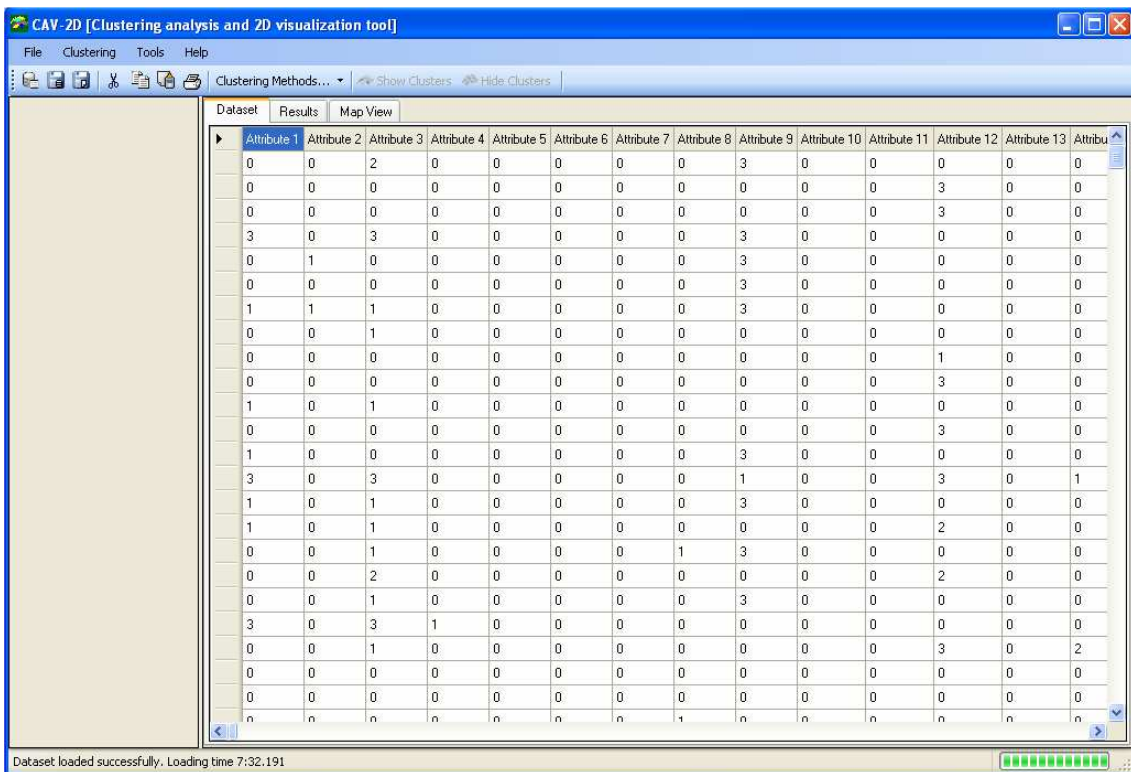 CAV-2D [Clustering analysis and 2D visualization tool]
File Clustering Tools Help
Clustering Methods... Show Clusters Hide Clusters
Dataset Results Map View
Attribute 1 Attribute 2 Attribute 3 Attribute 4 Attribute 5 Attribute 6 Attribute 7 Attribute 8 Attribute 9 Attribute 10 Attribute 11 Attribute 12 Attribute 13 Attribu
0 0 2 0 0 0 0 0 3 0 0 0 0 0
0 0 0 0 0 0 0 0 0 0 0 3 0 0
0 0 0 0 0 0 0 0 0 0 0 3 0 0
3 0 3 0 0 0 0 0 3 0 0 0 0 0
0 1 0 0 0 0 0 0 3 0 0 0 0 0
0 0 0 0 0 0 0 0 3 0 0 0 0 0
1 1 1 0 0 0 0 0 3 0 0 0 0 0
0 0 1 0 0 0 0 0 0 0 0 0 0 0
0 0 0 0 0 0 0 0 0 0 0 1 0 0
0 0 0 0 0 0 0 0 0 0 0 3 0 0
1 0 1 0 0 0 0 0 0 0 0 0 0 0
0 0 0 0 0 0 0 0 0 0 0 3 0 0
1 0 0 0 0 0 0 0 3 0 0 0 0 0
3 0 3 0 0 0 0 0 1 0 0 3 0 1
1 0 1 0 0 0 0 0 3 0 0 0 0 0
1 0 1 0 0 0 0 0 0 0 0 2 0 0
0 0 1 0 0 0 0 1 3 0 0 0 0 0
0 0 2 0 0 0 0 0 0 0 0 2 0 0
0 0 1 0 0 0 0 0 3 0 0 0 0 0
3 0 3 1 0 0 0 0 0 0 0 0 0 0
0 0 1 0 0 0 0 0 0 0 0 3 0 2
0 0 0 0 0 0 0 0 0 0 0 0 0 0
0 0 0 0 0 0 0 0 0 0 0 0 0 0
0 0 0 0 0 0 0 1 0 0 0 0 0 0
Dataset loaded successfully. Loading time 7:32.191